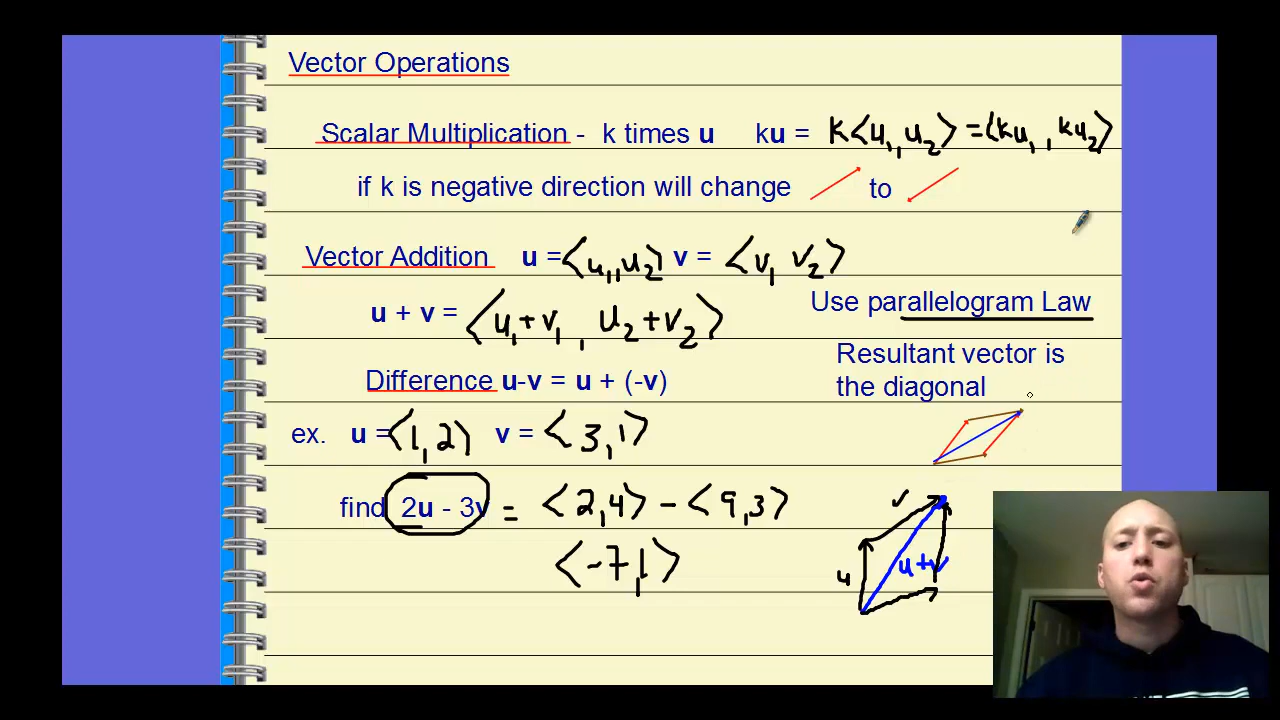 Vector Operations
Scalar Multiplication - k times u ku = k<u1, u2> = <ku1, ku2>
if k is negative direction will change to
Vector Addition u = <u1, u2> v = <v1 v2>
u + v = <u1+v1, u2+v2>
Use parallelogram Law
Resultant vector is
the diagonal
Difference u-v = u + (-v)
ex. u = <1,2> v = <3,1>
find 2u - 3v = <2,4> - <9,3>
<-7,1>
v
u
u+v